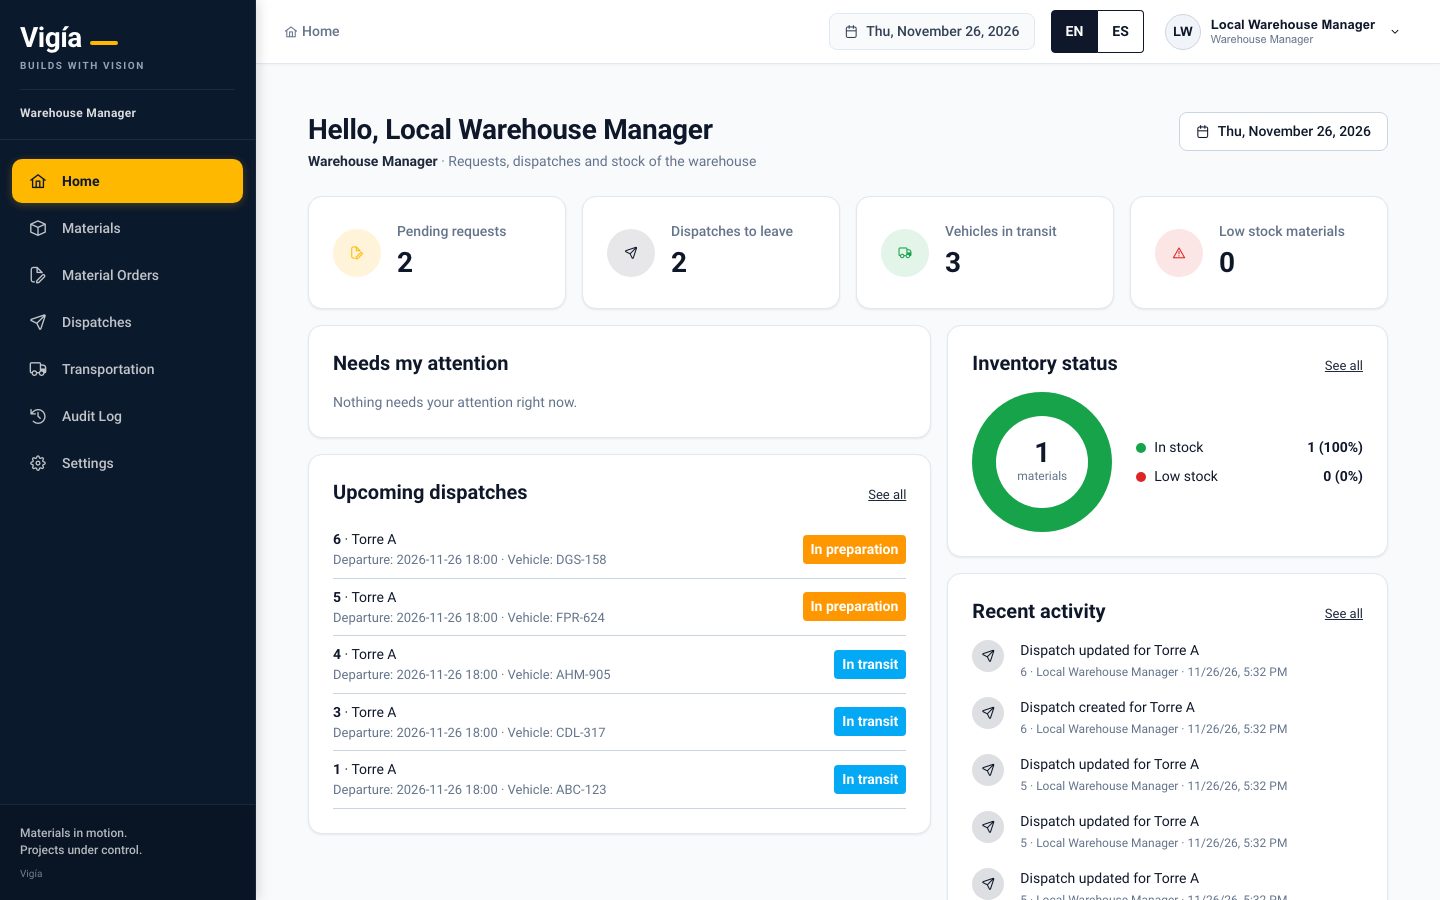 Vigía
BUILDS WITH VISION
Warehouse Manager
Home
Materials
Material Orders
Dispatches
Transportation
Audit Log
Settings
Materials in motion.
Projects under control.
Vigía
Home
Thu, November 26, 2026
EN ES
LW
Local Warehouse Manager
Warehouse Manager
Hello, Local Warehouse Manager
Warehouse Manager · Requests, dispatches and stock of the warehouse
Thu, November 26, 2026
Pending requests
2
Dispatches to leave
2
Vehicles in transit
3
Low stock materials
0
Needs my attention
Nothing needs your attention right now.
Upcoming dispatches
See all
6 · Torre A
Departure: 2026-11-26 18:00 · Vehicle: DGS-158
In preparation
5 · Torre A
Departure: 2026-11-26 18:00 · Vehicle: FPR-624
In preparation
4 · Torre A
Departure: 2026-11-26 18:00 · Vehicle: AHM-905
In transit
3 · Torre A
Departure: 2026-11-26 18:00 · Vehicle: CDL-317
In transit
1 · Torre A
Departure: 2026-11-26 18:00 · Vehicle: ABC-123
In transit
Inventory status
See all
1
materials
In stock 1 (100%)
Low stock 0 (0%)
Recent activity
See all
Dispatch updated for Torre A
6 · Local Warehouse Manager · 11/26/26, 5:32 PM
Dispatch created for Torre A
6 · Local Warehouse Manager · 11/26/26, 5:32 PM
Dispatch updated for Torre A
5 · Local Warehouse Manager · 11/26/26, 5:32 PM
Dispatch updated for Torre A
5 · Local Warehouse Manager · 11/26/26, 5:32 PM
Dispatch updated for Torre A
5 · Local Warehouse Manager · 11/26/26, 5:32 PM